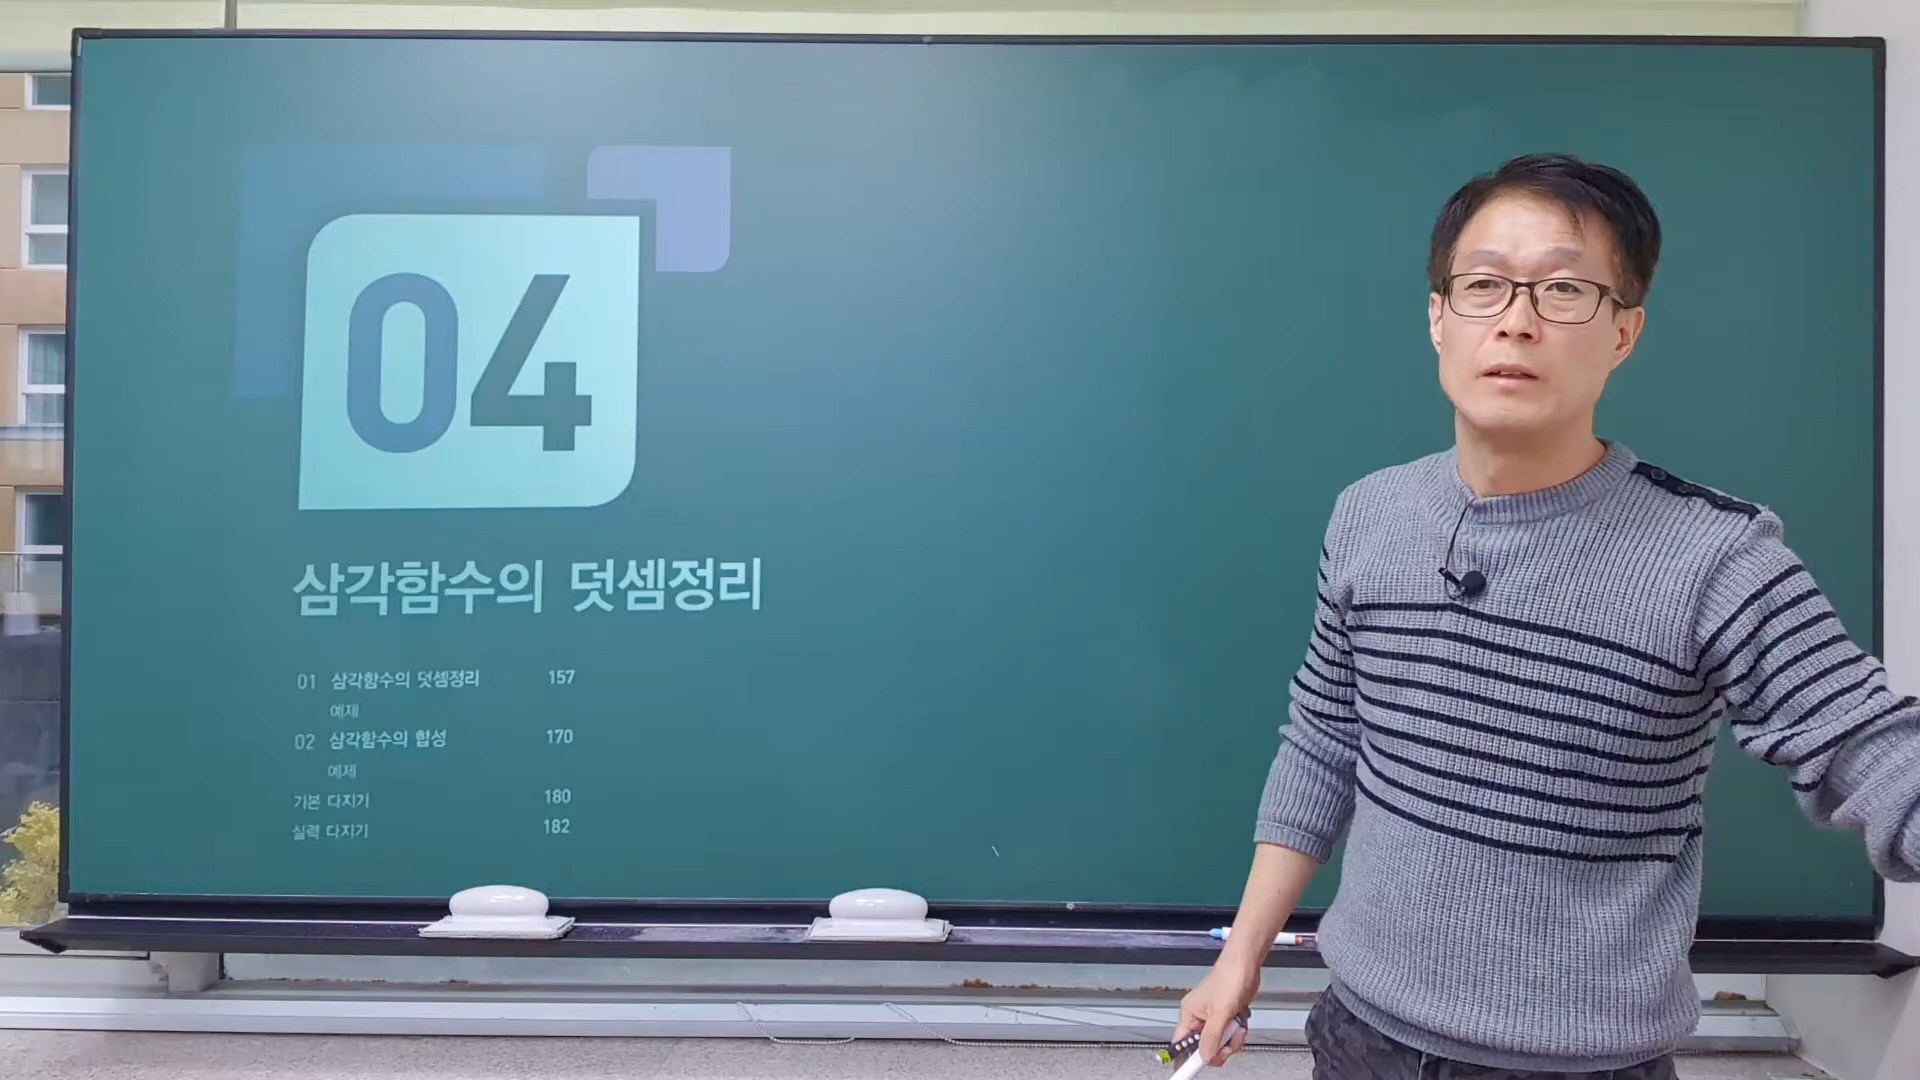 04
삼각함수의 덧셈정리
01 삼각함수의 덧셈정리 157
예제
02 삼각함수의 합성 170
예제
기본 다지기 180
실력 다지기 182